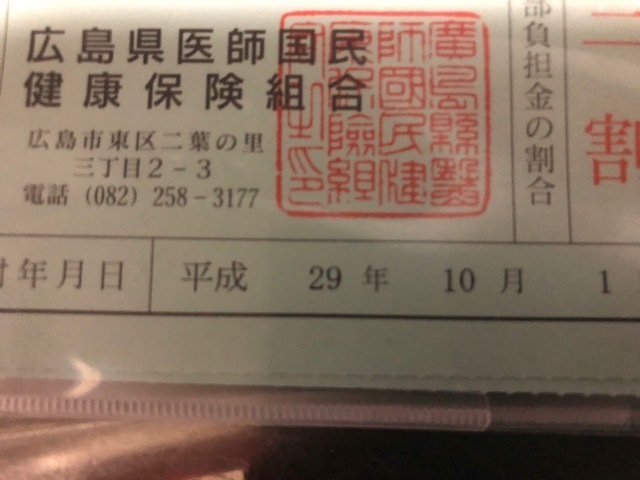 広島県医師国民
健康保険組合
広島市東区二葉の里
三丁目2-3
電話 (082) 258-3177
部負担金の割合
二
割
付年月日 平成 29 年 10 月 1